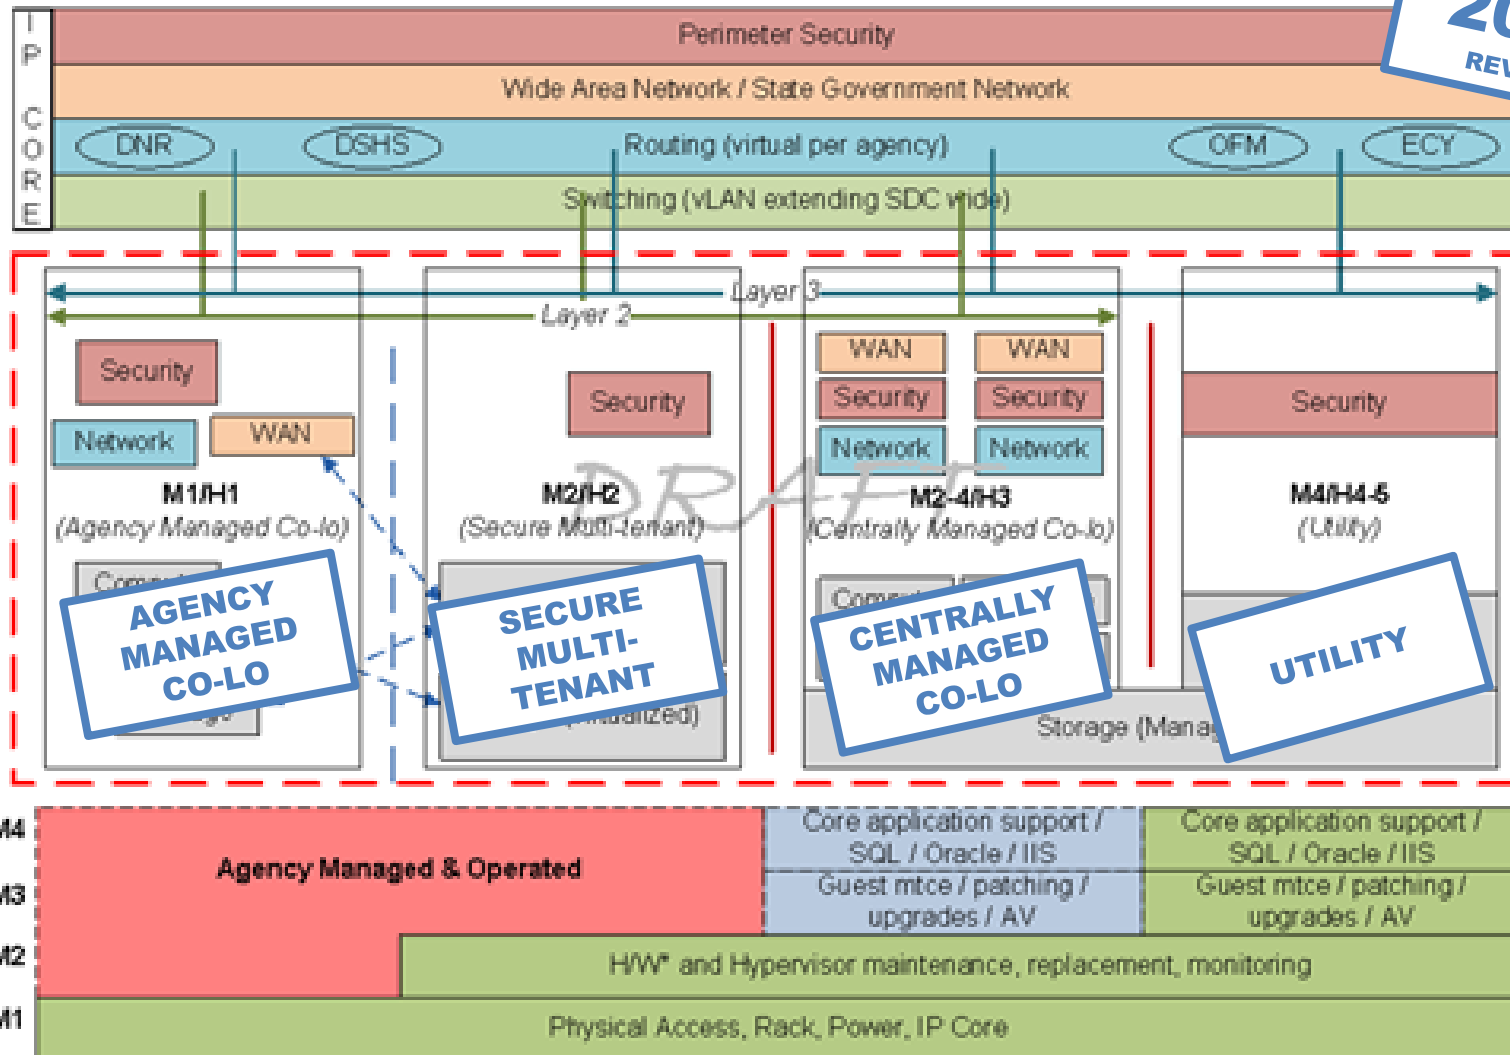 IP CORE
Perimeter Security
20
REV
Wide Area Network / State Government Network
DNR
DSHS
Routing (virtual per agency)
OFM
ECY
Switching (vLAN extending SDC wide)
Layer 3
Layer 2
Security
Network
WAN
M1/H1
(Agency Managed Co-lo)
AGENCY
MANAGED
CO-LO
Security
M2/H2
(Secure Multi-tenant)
SECURE
MULTI-
TENANT
WAN
WAN
Security
Security
Network
Network
DRAFT
M2-4/H3
(Centrally Managed Co-lo)
CENTRALLY
MANAGED
CO-LO
Security
M4/H4-5
(Utility)
UTILITY
Storage
M4
M3
M2
M1
Agency Managed & Operated
Core application support /
SQL / Oracle / IIS
Guest mtce / patching /
upgrades / AV
Core application support /
SQL / Oracle / IIS
Guest mtce / patching /
upgrades / AV
H/W* and Hypervisor maintenance, replacement, monitoring
Physical Access, Rack, Power, IP Core